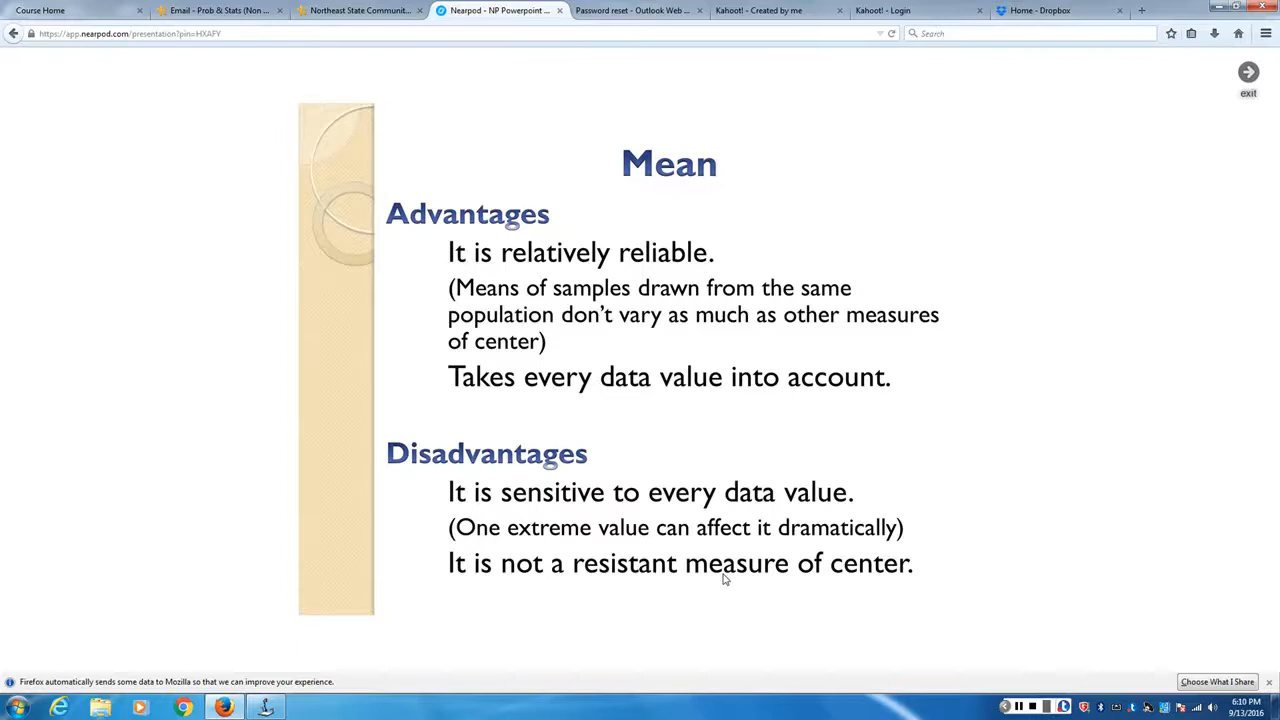 Course Home
Email - Prob & Stats (Non ...
Northeast State Communit...
Nearpod - NP Powerpoint ...
Password reset - Outlook Web ...
Kahoot! - Created by me
Kahoot! - Login
Home - Dropbox
https://app.nearpod.com/presentation?pin=HXAFY
Search
exit
Mean
Advantages
It is relatively reliable.
(Means of samples drawn from the same
population don’t vary as much as other measures
of center)
Takes every data value into account.
Disadvantages
It is sensitive to every data value.
(One extreme value can affect it dramatically)
It is not a resistant measure of center.
Firefox automatically sends some data to Mozilla so that we can improve your experience.
Choose What I Share
6:10 PM
9/13/2016